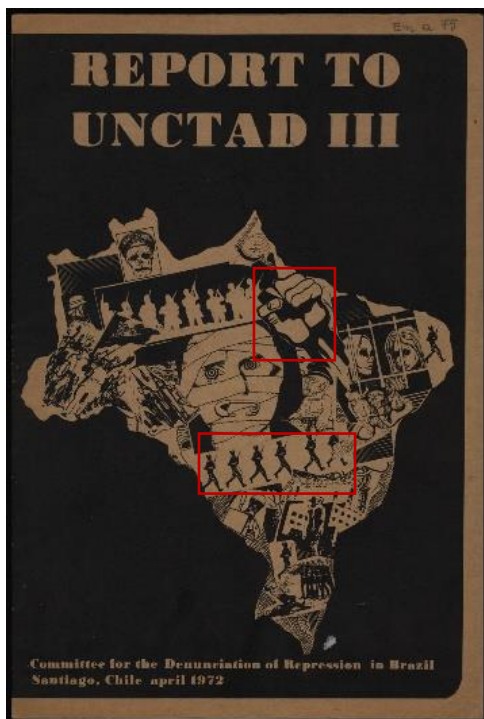 REPORT TO
UNCTAD III
Committee for the Denunciation of Repression in Brazil
Santiago, Chile april 1972